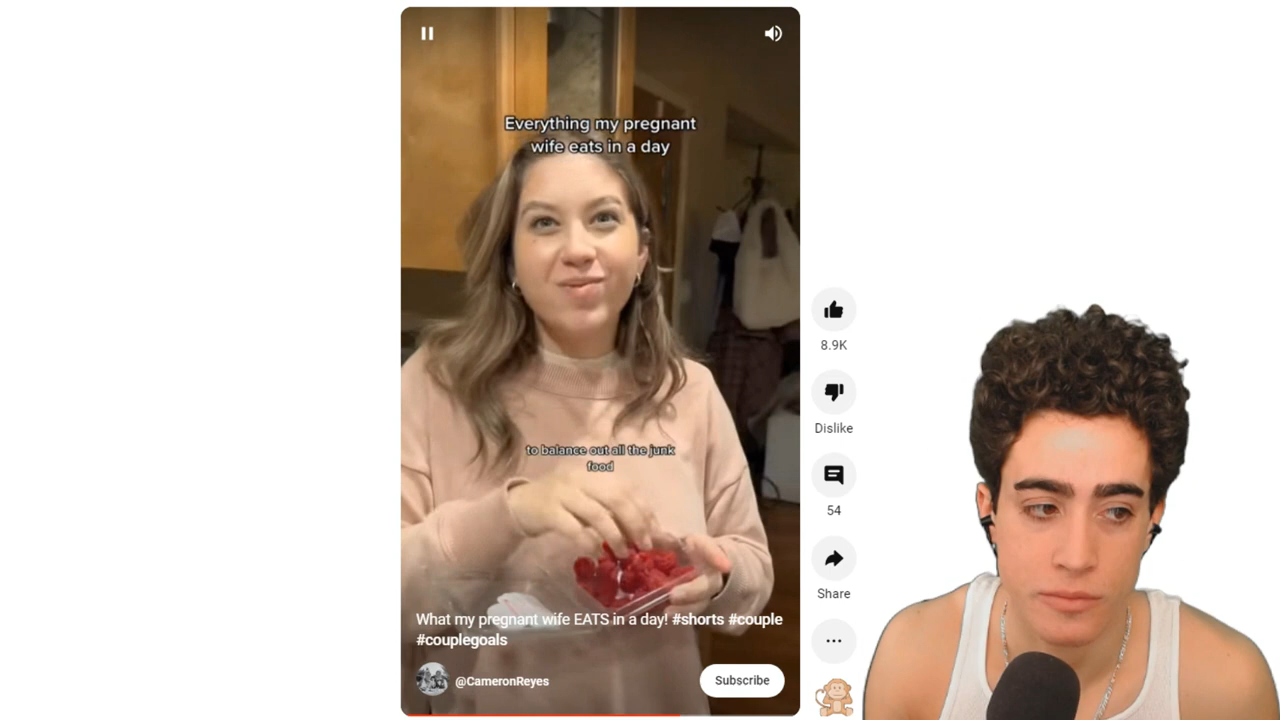 Everything my pregnant
wife eats in a day
to balance out all the junk
food
What my pregnant wife EATS in a day! #shorts #couple
#couplegoals
@CameronReyes
Subscribe
8.9K
Dislike
54
Share